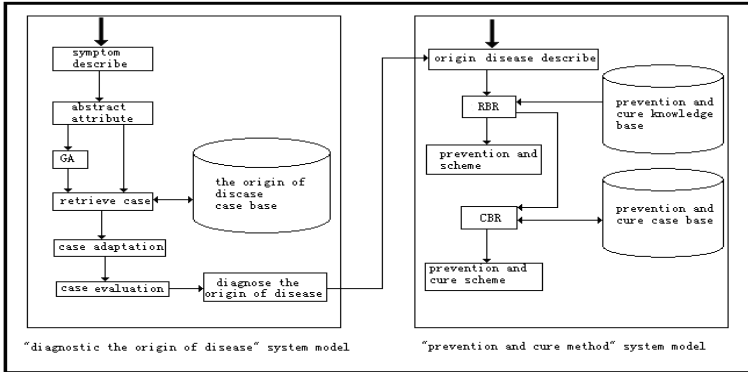 symptom
describe
abstract
attribute
GA
retrieve case
the origin of
discase
case base
case adaptation
case evaluation
diagnose the
origin of disease
"diagnostic the origin of disease" system model
origin disease describe
RBR
prevention and
cure knowledge
base
prevention and
scheme
CBR
prevention and
cure case base
prevention and
cure scheme
"prevention and cure method" system model